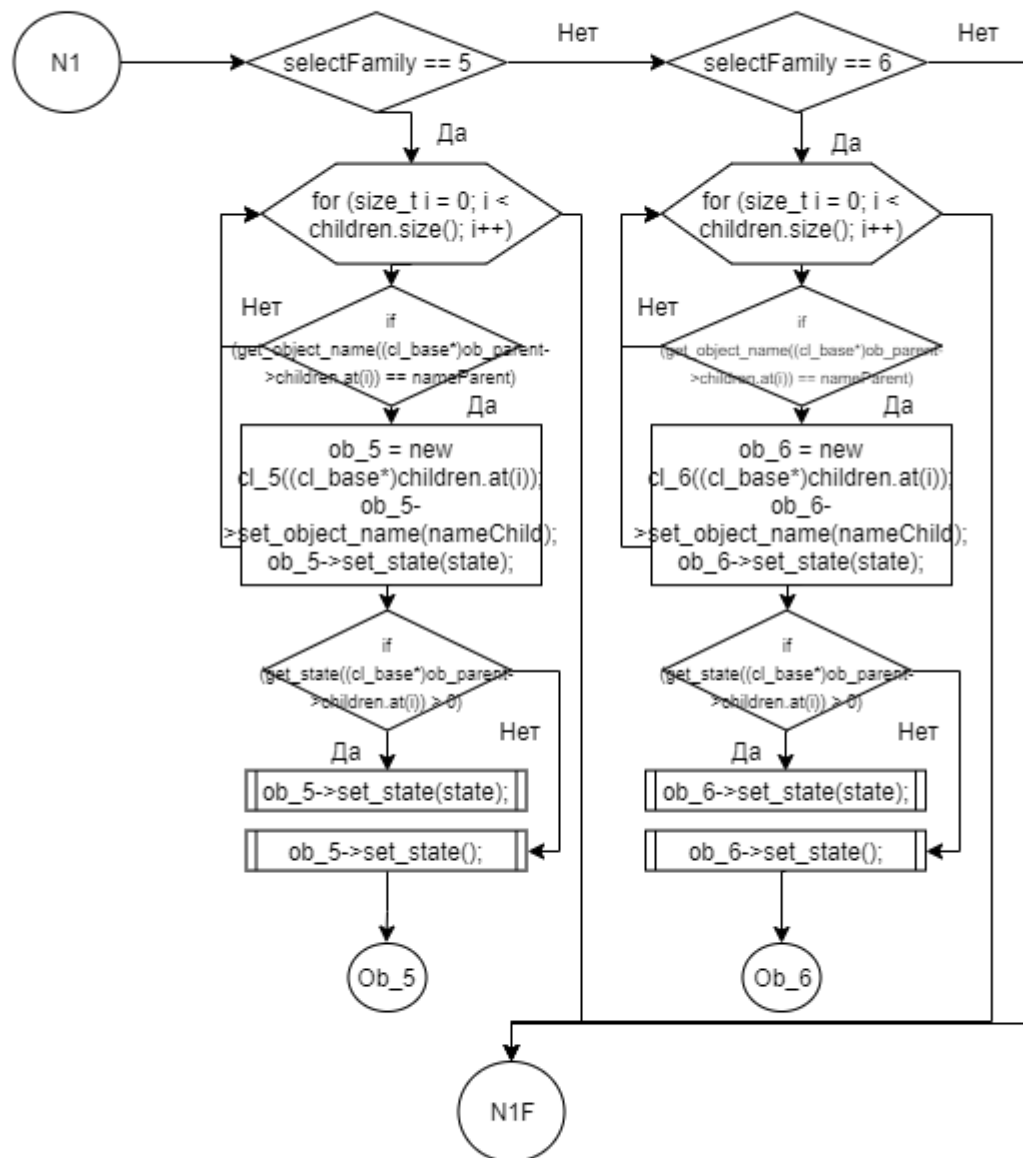 N1
selectFamily == 5
Нет
selectFamily == 6
Нет
Да
for (size_t i = 0; i <
children.size(); i++)
Нет
if
(get_object_name((cl_base*)ob_parent-
>children.at(i)) == nameParent)
Да
ob_5 = new
cl_5((cl_base*)children.at(i));
ob_5-
>set_object_name(nameChild);
ob_5->set_state(state);
if
(get_state((cl_base*)ob_parent-
>children.at(i)) > 0)
Нет
Да
ob_5->set_state(state);
ob_5->set_state();
Ob_5
Да
for (size_t i = 0; i <
children.size(); i++)
Нет
if
(get_object_name((cl_base*)ob_parent-
>children.at(i)) == nameParent)
Да
ob_6 = new
cl_6((cl_base*)children.at(i));
ob_6-
>set_object_name(nameChild);
ob_6->set_state(state);
if
(get_state((cl_base*)ob_parent-
>children.at(i)) > 0)
Нет
Да
ob_6->set_state(state);
ob_6->set_state();
Ob_6
N1F